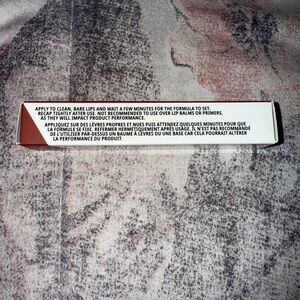 APPLY TO CLEAN, BARE LIPS AND WAIT A FEW MINUTES FOR THE FORMULA TO SET.
RECAP TIGHTLY AFTER USE. NOT RECOMMENDED TO USE OVER LIP BALMS OR PRIMERS,
AS THEY WILL IMPACT PRODUCT PERFORMANCE.
APPLIQUEZ SUR DES LÈVRES PROPRES ET NUES PUIS ATTENDEZ QUELQUES MINUTES POUR QUE
LA FORMULE SE FIXE. REFERMER HERMÉTIQUEMENT APRÈS USAGE. IL N'EST PAS RECOMMANDÉ
DE L'UTILISER PAR-DESSUS UN BAUME À LÈVRES OU UNE BASE CAR CELA POURRAIT ALTÉRER
LA PERFORMANCE DU PRODUIT.